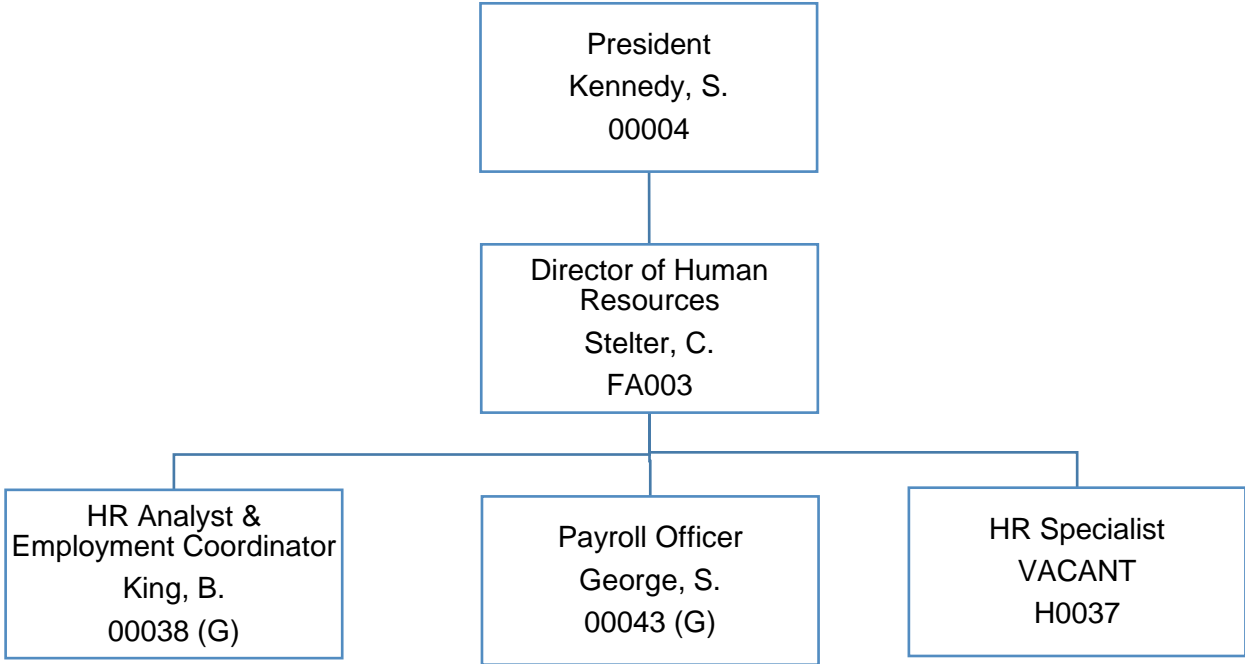 President
Kennedy, S.
00004
Director of Human
Resources
Stelter, C.
FA003
HR Analyst &
Employment Coordinator
King, B.
00038 (G)
Payroll Officer
George, S.
00043 (G)
HR Specialist
VACANT
H0037